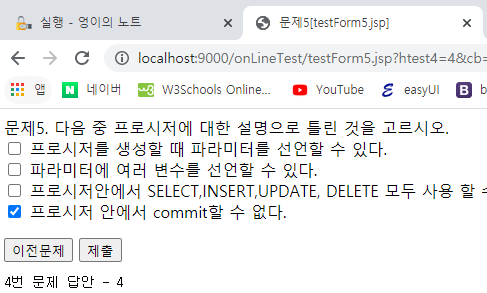 실행 - 영이의 노트
문제5[testForm5.jsp]
localhost:9000/onLineTest/testForm5.jsp?htest4=4&cb=
앱 네이버 W3Schools Online... YouTube easyUI
문제5. 다음 중 프로시저에 대한 설명으로 틀린 것을 고르시오.
프로시저를 생성할 때 파라미터를 선언할 수 있다.
파라미터에 여러 변수를 선언할 수 있다.
프로시저안에서 SELECT,INSERT,UPDATE, DELETE 모두 사용 할 수
프로시저 안에서 commit할 수 없다.
이전문제 제출
4번 문제 답안 - 4